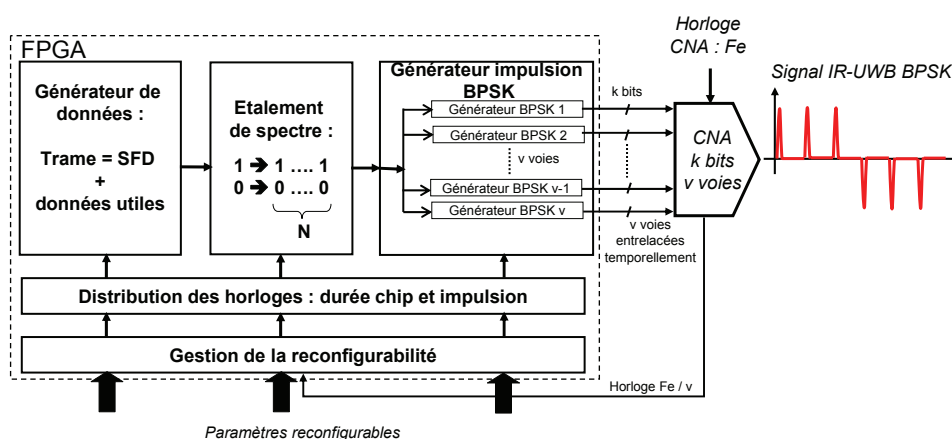 FPGA
Générateur de
données :
Trame = SFD
+
données utiles
Etalement
de spectre :
1 ➔ 1 .... 1
0 ➔ 0 .... 0
N
Générateur impulsion
BPSK
Générateur BPSK 1
Générateur BPSK 2
v voies
Générateur BPSK v-1
Générateur BPSK v
k bits
v voies
entrelacées
temporellement
Horloge
CNA : Fe
CNA
k bits
v voies
Signal IR-UWB BPSK
Distribution des horloges : durée chip et impulsion
Gestion de la reconfigurabilité
Horloge Fe / v
Paramètres reconfigurables